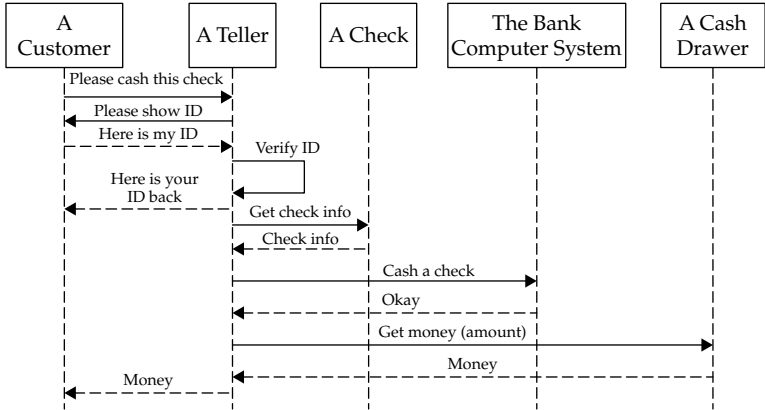 A
Customer
A Teller
A Check
The Bank
Computer System
A Cash
Drawer
Please cash this check
Please show ID
Here is my ID
Verify ID
Here is your
ID back
Get check info
Check info
Cash a check
Okay
Get money (amount)
Money
Money